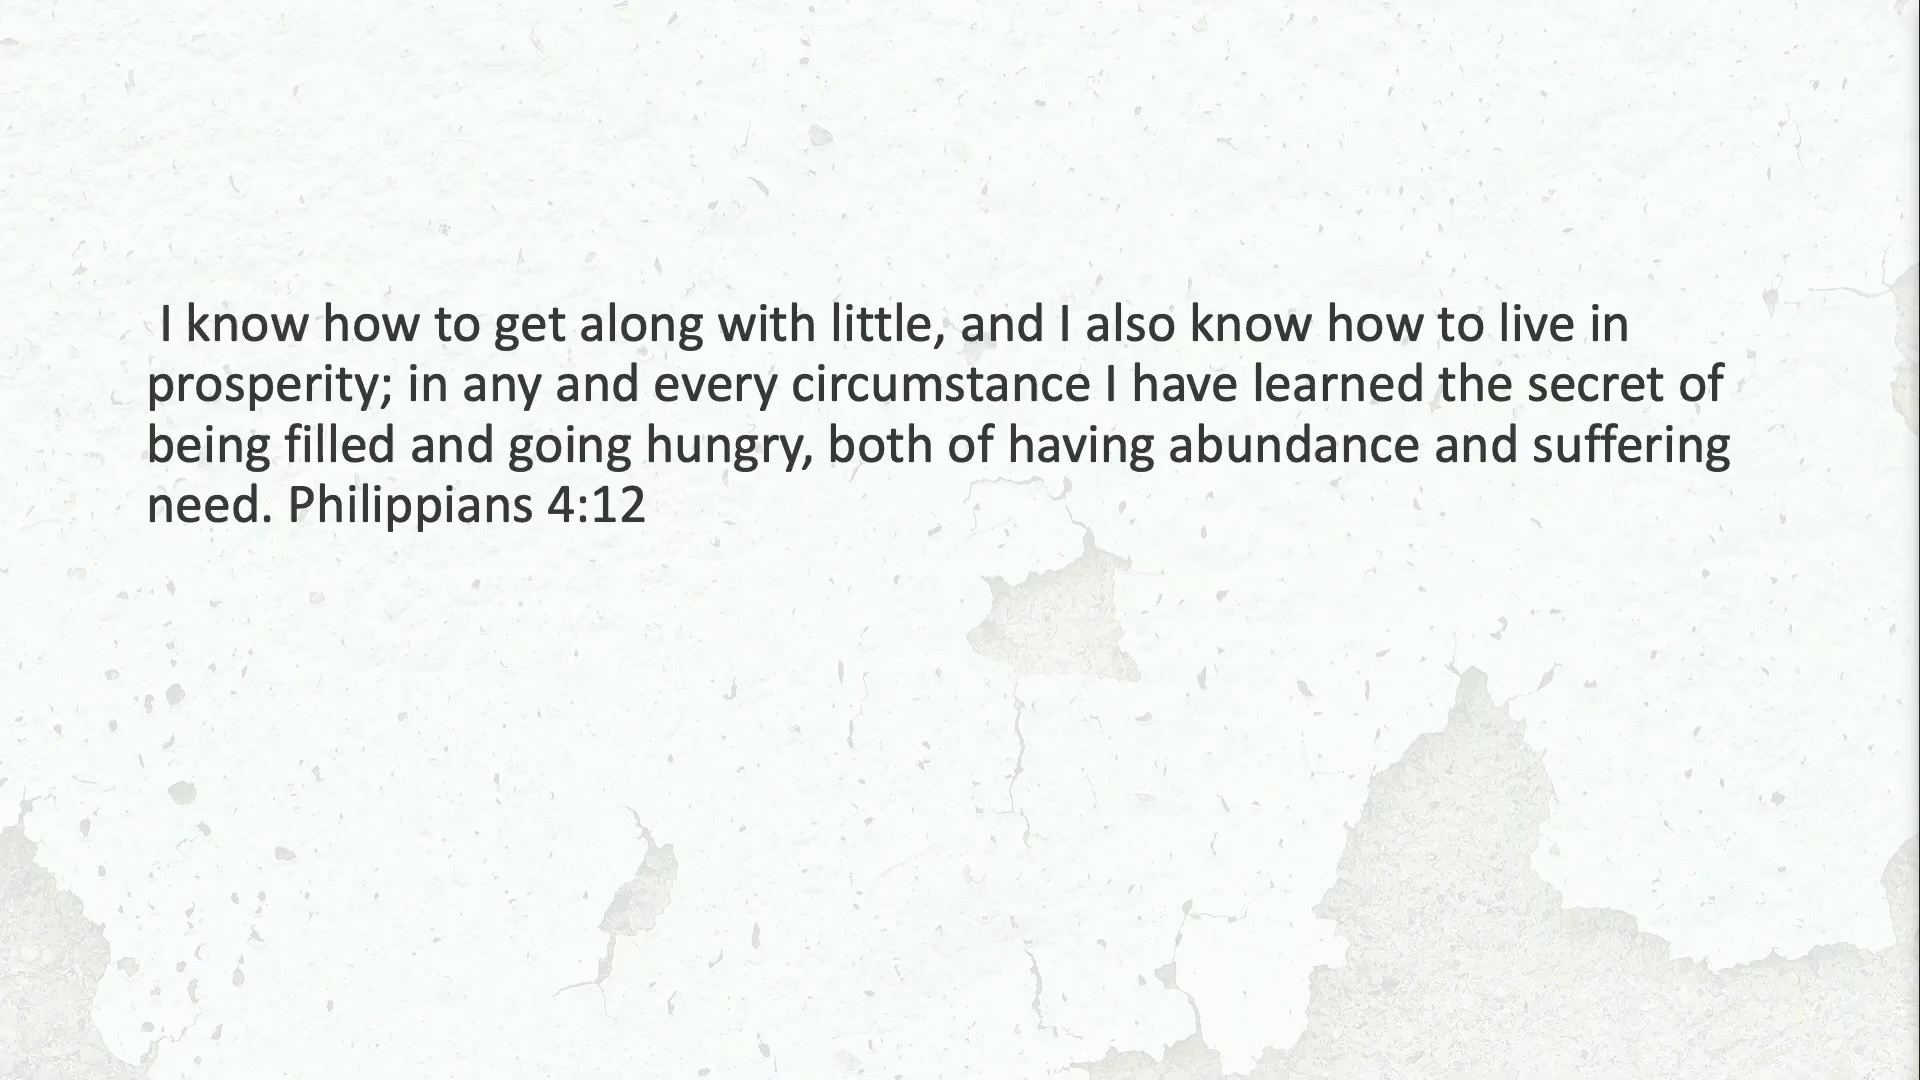 I know how to get along with little, and I also know how to live in
prosperity; in any and every circumstance I have learned the secret of
being filled and going hungry, both of having abundance and suffering
need. Philippians 4:12